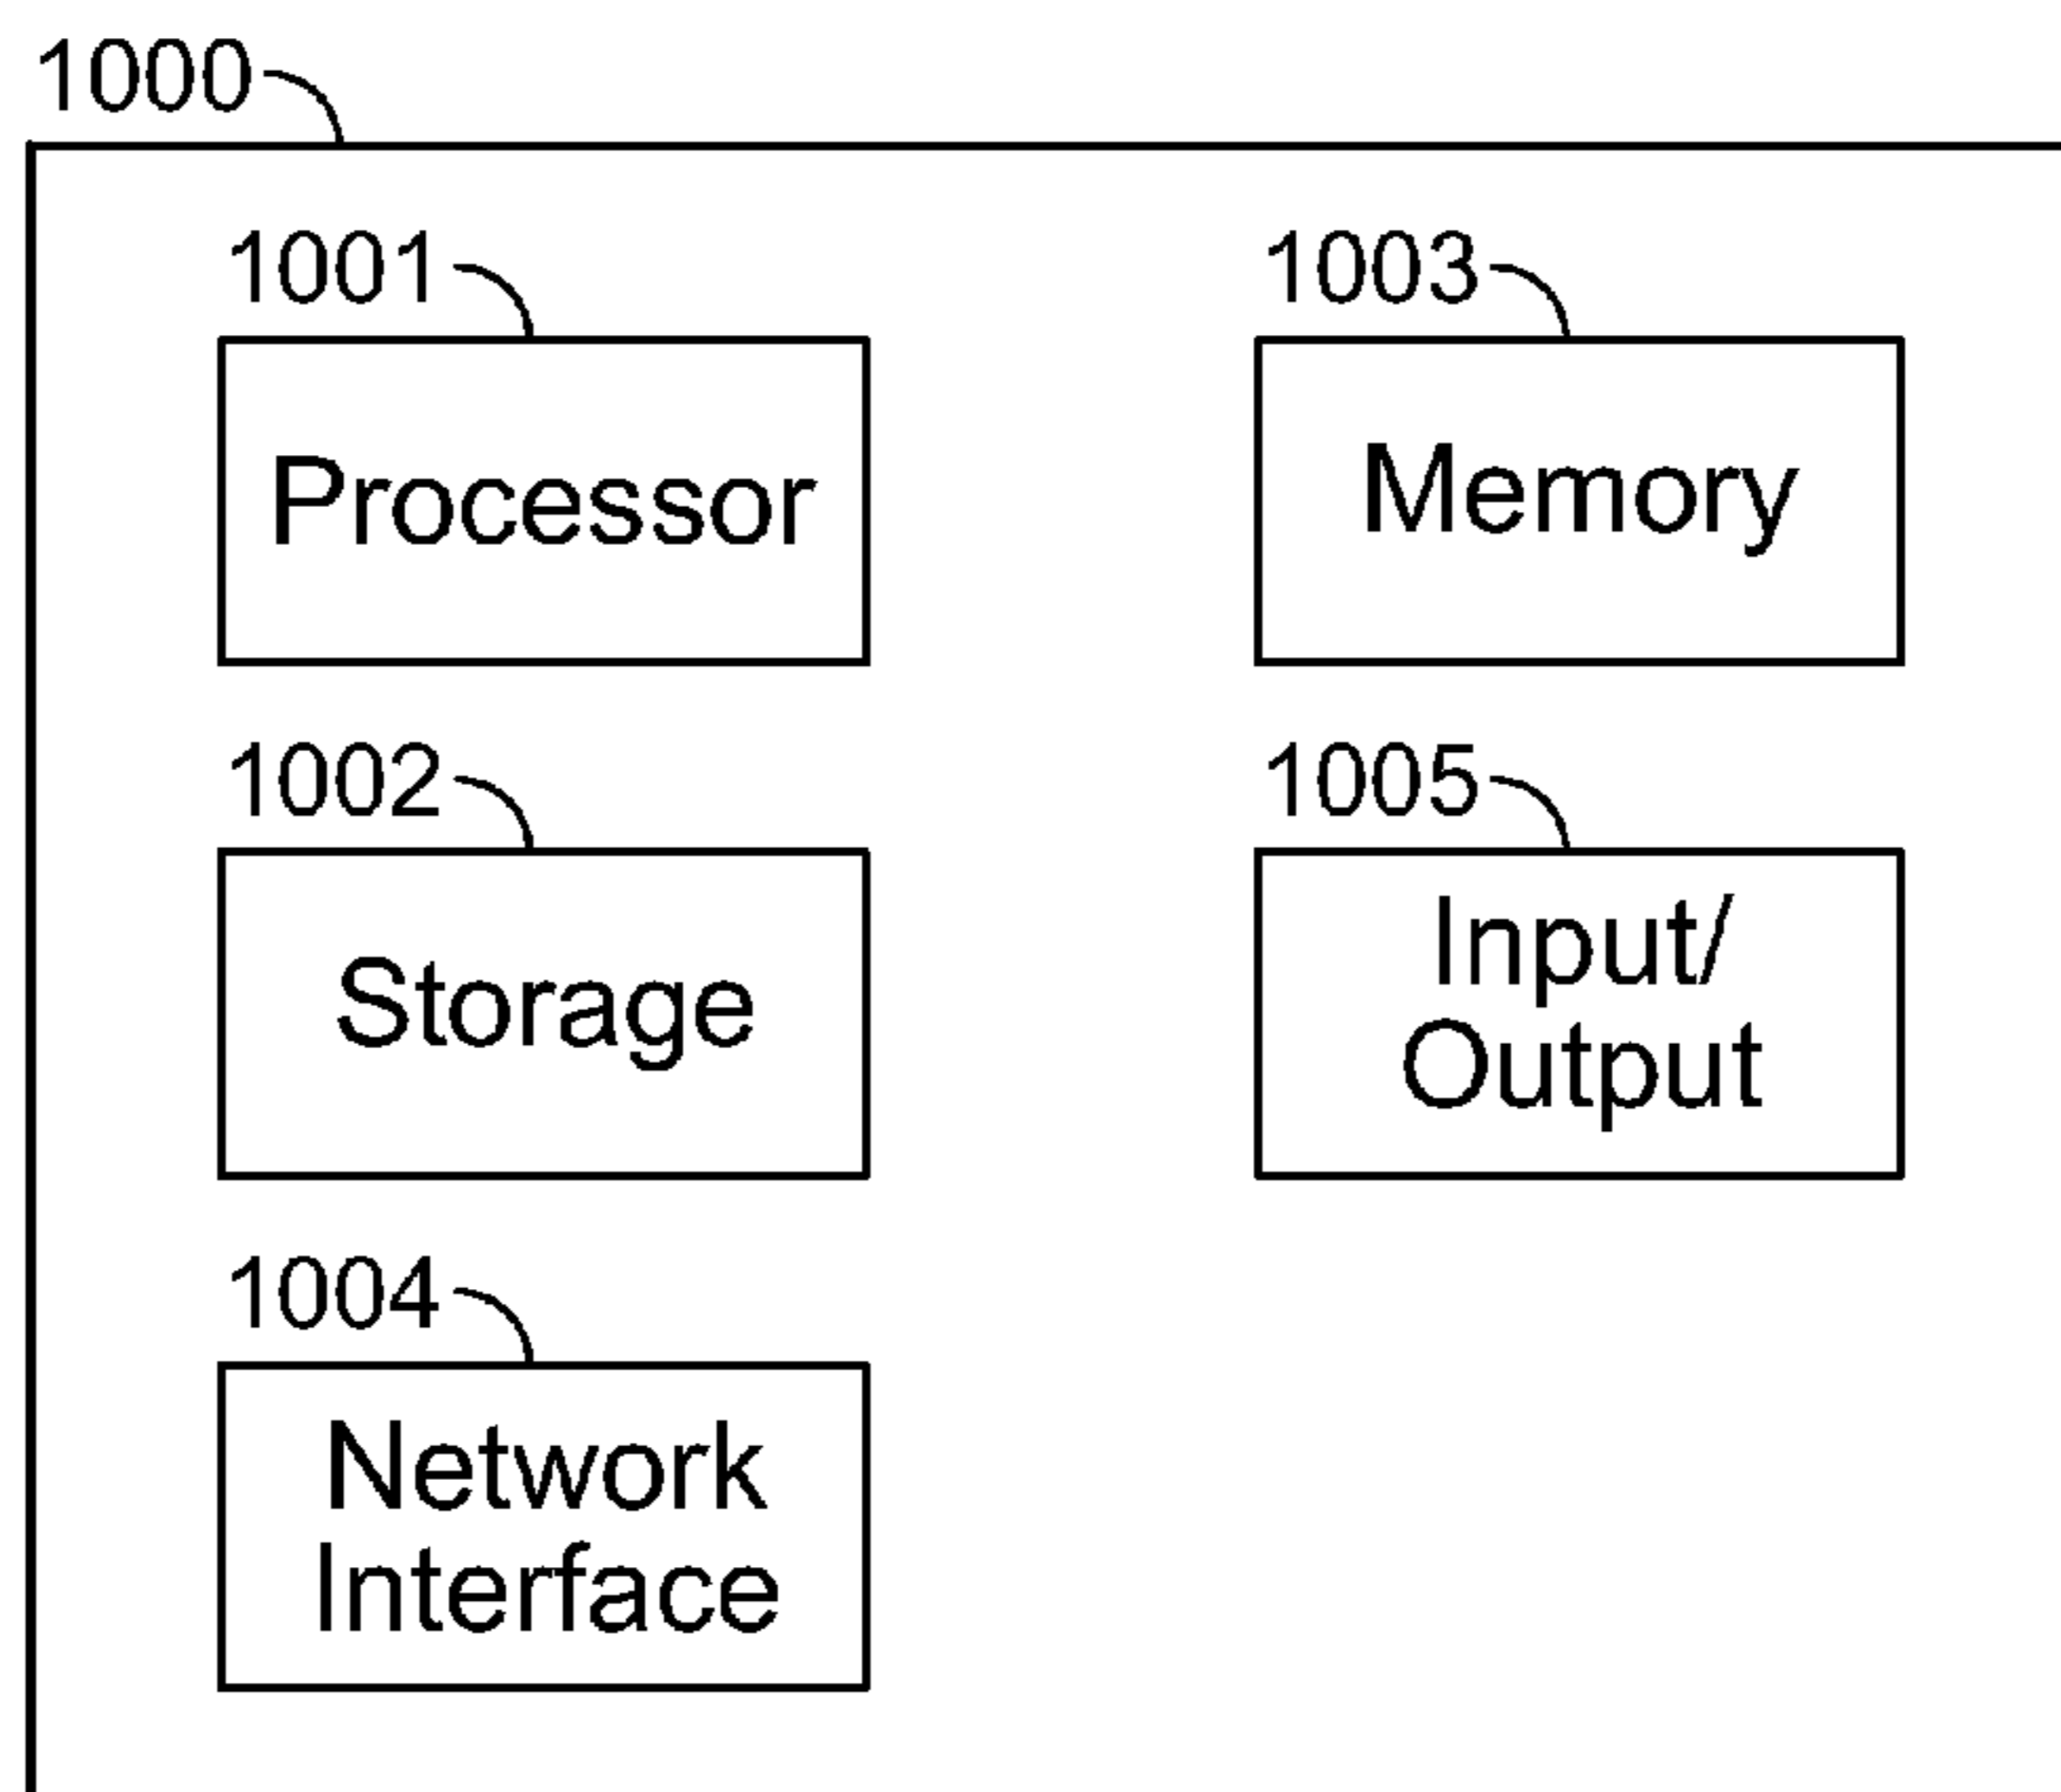 1000
1001
Processor
1003
Memory
1002
Storage
1005
Input/
Output
1004
Network
Interface